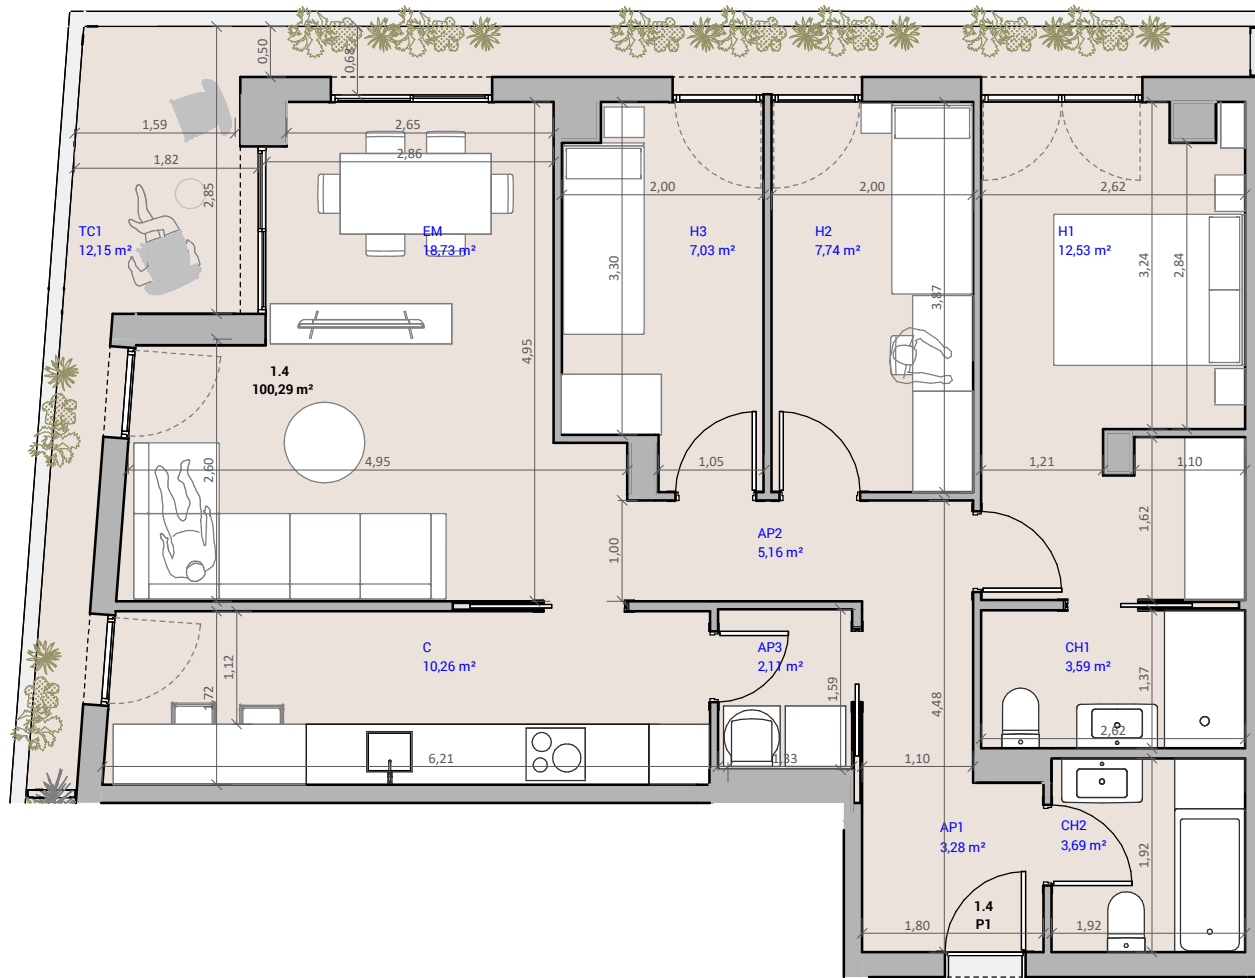 0,50
0,68
1,59
2,65
1,82
2,86
2,85
TC1
12,15 m²
EM
18,73 m²
2,00
H3
7,03 m²
3,30
2,00
H2
7,74 m²
3,87
2,62
H1
12,53 m²
3,24
2,84
4,95
1.4
100,29 m²
4,95
2,60
1,05
1,21
1,10
1,62
1,00
AP2
5,16 m²
C
10,26 m²
1,12
1,72
AP3
2,11 m²
1,59
4,48
CH1
3,59 m²
1,37
2,62
6,21
1,33
1,10
AP1
3,28 m²
CH2
3,69 m²
1,92
1.4
P1
1,80
1,92